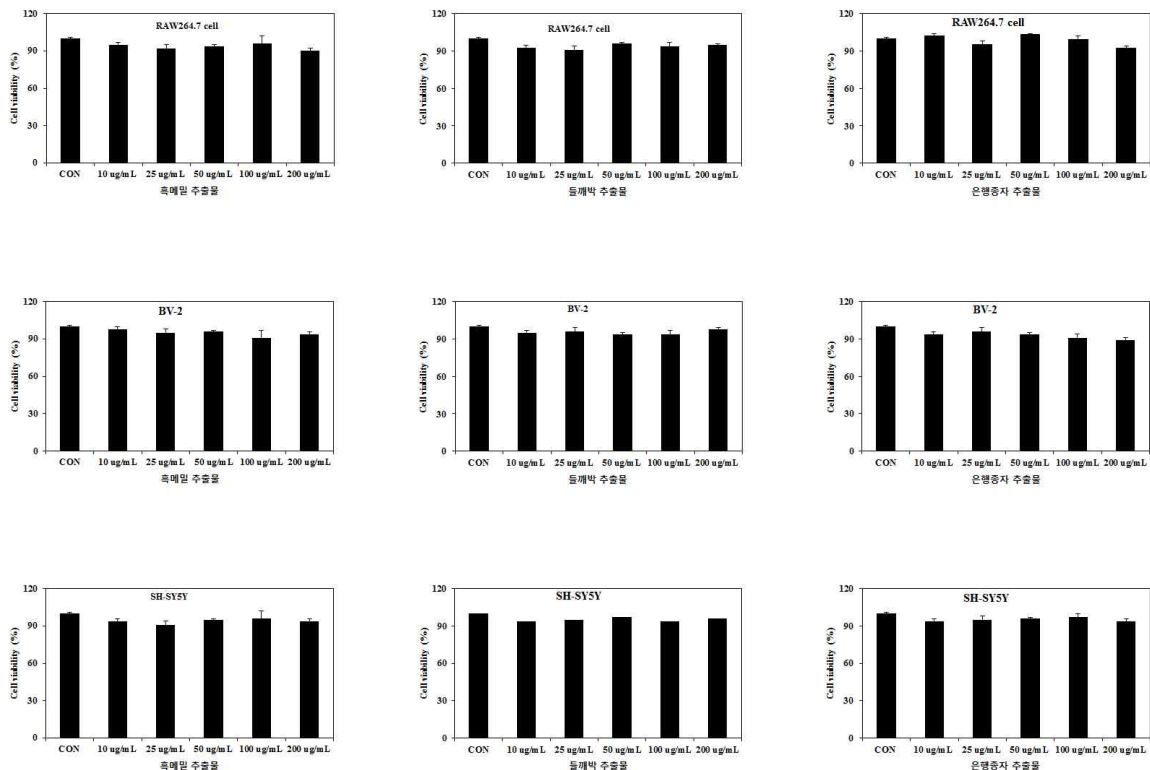 RAW264.7 cell
Cell viability (%)
120
90
60
30
0
CON 10 ug/mL 25 ug/mL 50 ug/mL 100 ug/mL 200 ug/mL
흑메밀 추출물
RAW264.7 cell
Cell viability (%)
120
90
60
30
0
CON 10 ug/mL 25 ug/mL 50 ug/mL 100 ug/mL 200 ug/mL
들깨박 추출물
RAW264.7 cell
Cell viability (%)
120
90
60
30
0
CON 10 ug/mL 25 ug/mL 50 ug/mL 100 ug/mL 200 ug/mL
은행종자 추출물
BV-2
Cell viability (%)
120
90
60
30
0
CON 10 ug/mL 25 ug/mL 50 ug/mL 100 ug/mL 200 ug/mL
흑메밀 추출물
BV-2
Cell viability (%)
120
90
60
30
0
CON 10 ug/mL 25 ug/mL 50 ug/mL 100 ug/mL 200 ug/mL
들깨박 추출물
BV-2
Cell viability (%)
120
90
60
30
0
CON 10 ug/mL 25 ug/mL 50 ug/mL 100 ug/mL 200 ug/mL
은행종자 추출물
SH-SY5Y
Cell viability (%)
120
90
60
30
0
CON 10 ug/mL 25 ug/mL 50 ug/mL 100 ug/mL 200 ug/mL
흑메밀 추출물
SH-SY5Y
Cell viability (%)
120
90
60
30
0
CON 10 ug/mL 25 ug/mL 50 ug/mL 100 ug/mL 200 ug/mL
들깨박 추출물
SH-SY5Y
Cell viability (%)
120
90
60
30
0
CON 10 ug/mL 25 ug/mL 50 ug/mL 100 ug/mL 200 ug/mL
은행종자 추출물